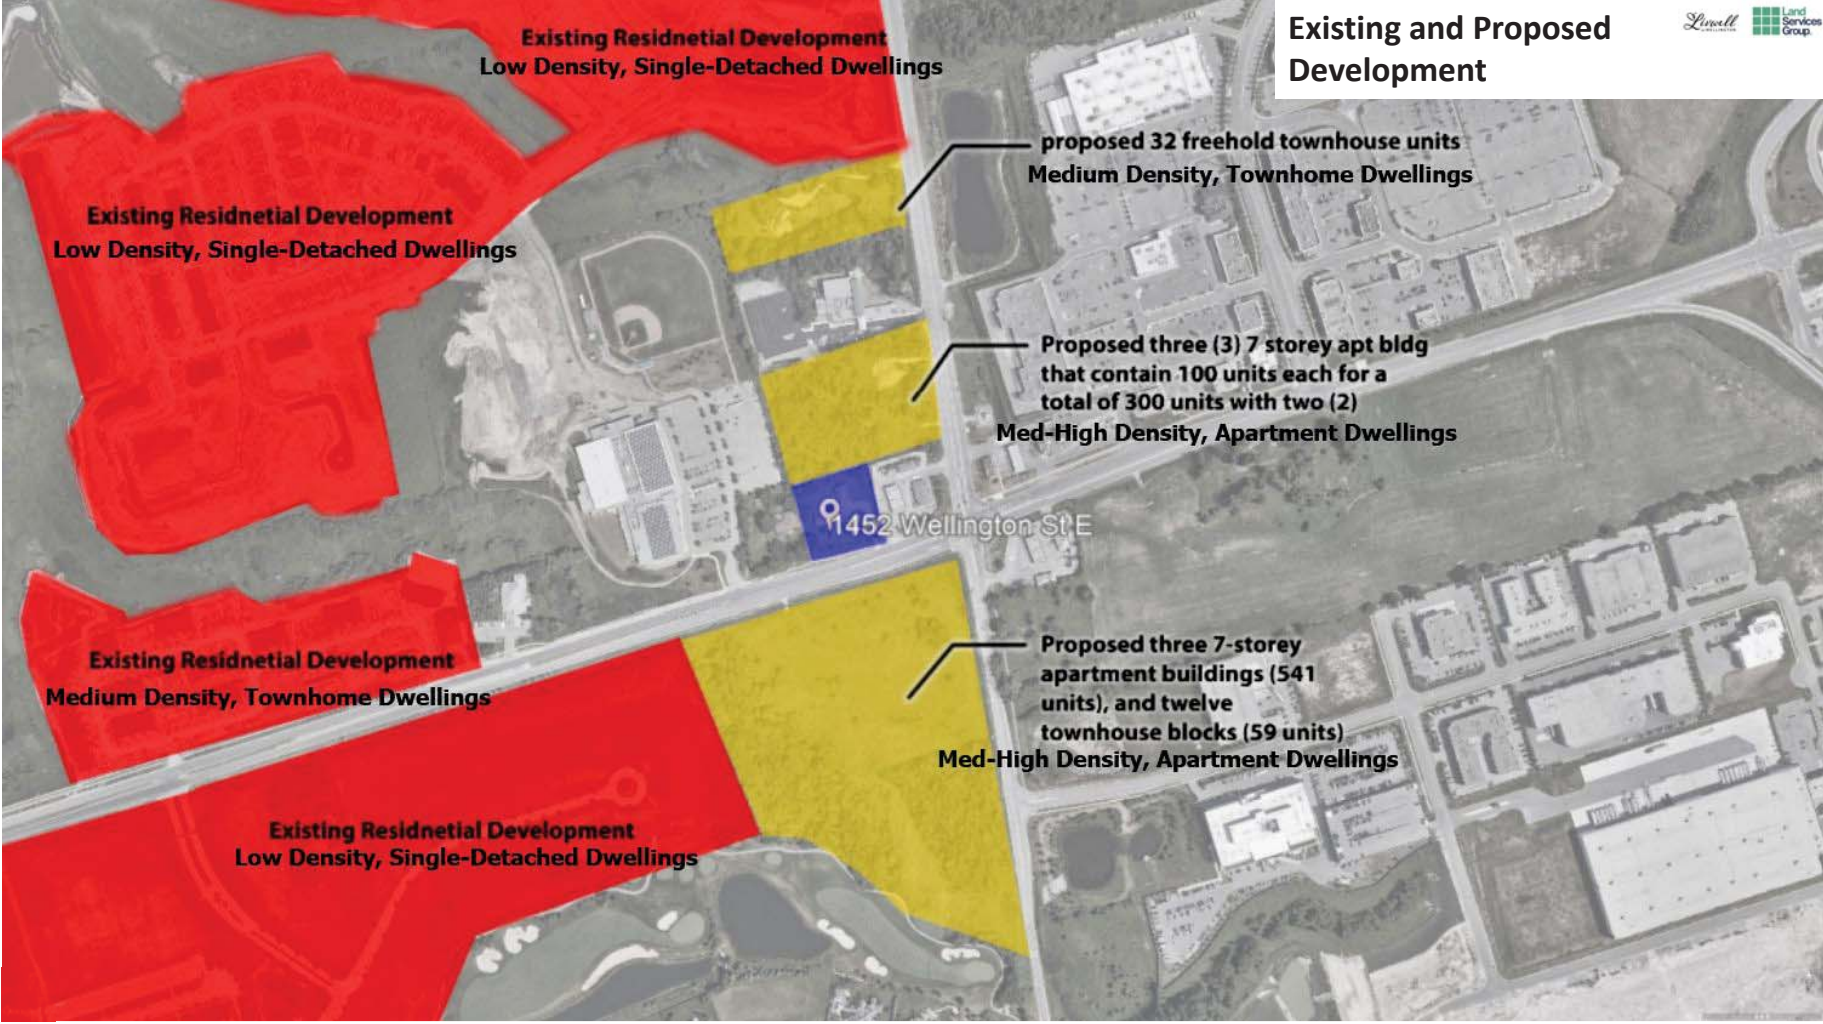 Existing and Proposed
Development
Livwell
Land
Services
Group.
Existing Residnetial Development
Low Density, Single-Detached Dwellings
proposed 32 freehold townhouse units
Medium Density, Townhome Dwellings
Existing Residnetial Development
Low Density, Single-Detached Dwellings
Proposed three (3) 7 storey apt bldg
that contain 100 units each for a
total of 300 units with two (2)
Med-High Density, Apartment Dwellings
1452 Wellington St E
Existing Residnetial Development
Medium Density, Townhome Dwellings
Proposed three 7-storey
apartment buildings (541
units), and twelve
townhouse blocks (59 units)
Med-High Density, Apartment Dwellings
Existing Residnetial Development
Low Density, Single-Detached Dwellings